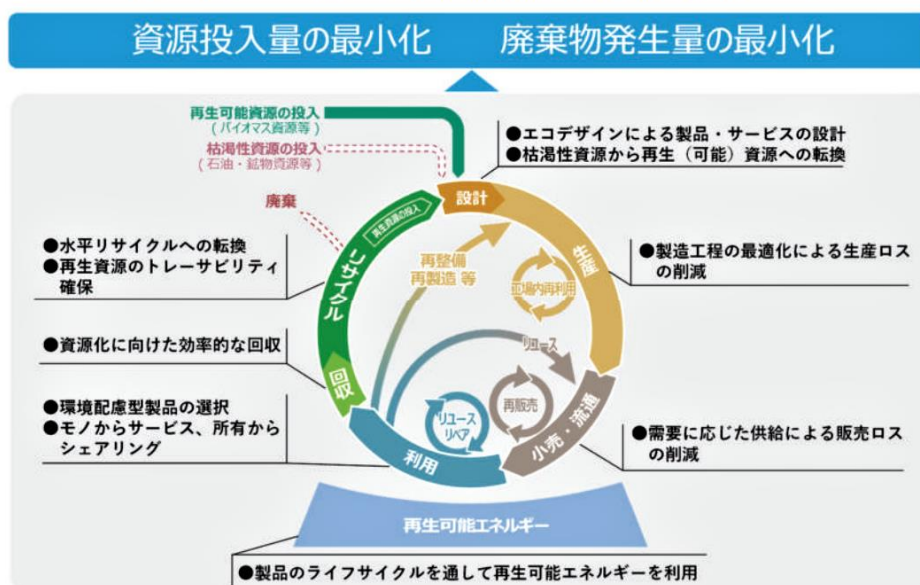 資源投入量の最小化 廃棄物発生量の最小化
再生可能資源の投入
(バイオマス資源等)
枯渇性資源の投入
(石油・鉱物資源等)
廃棄
●エコデザインによる製品・サービスの設計
●枯渇性資源から再生(可能)資源への転換
設計
再生資源の投入
リサイクル
●水平リサイクルへの転換
●再生資源のトレーサビリティ
確保
再整備
再製造 等
工場内再利用
生産
●製造工程の最適化による生産ロス
の削減
●資源化に向けた効率的な回収
回収
リユース
●環境配慮型製品の選択
●モノからサービス、所有から
シェアリング
リユース
リペア
再販売
小売・流通
利用
●需要に応じた供給による販売ロス
の削減
再生可能エネルギー
●製品のライフサイクルを通して再生可能エネルギーを利用